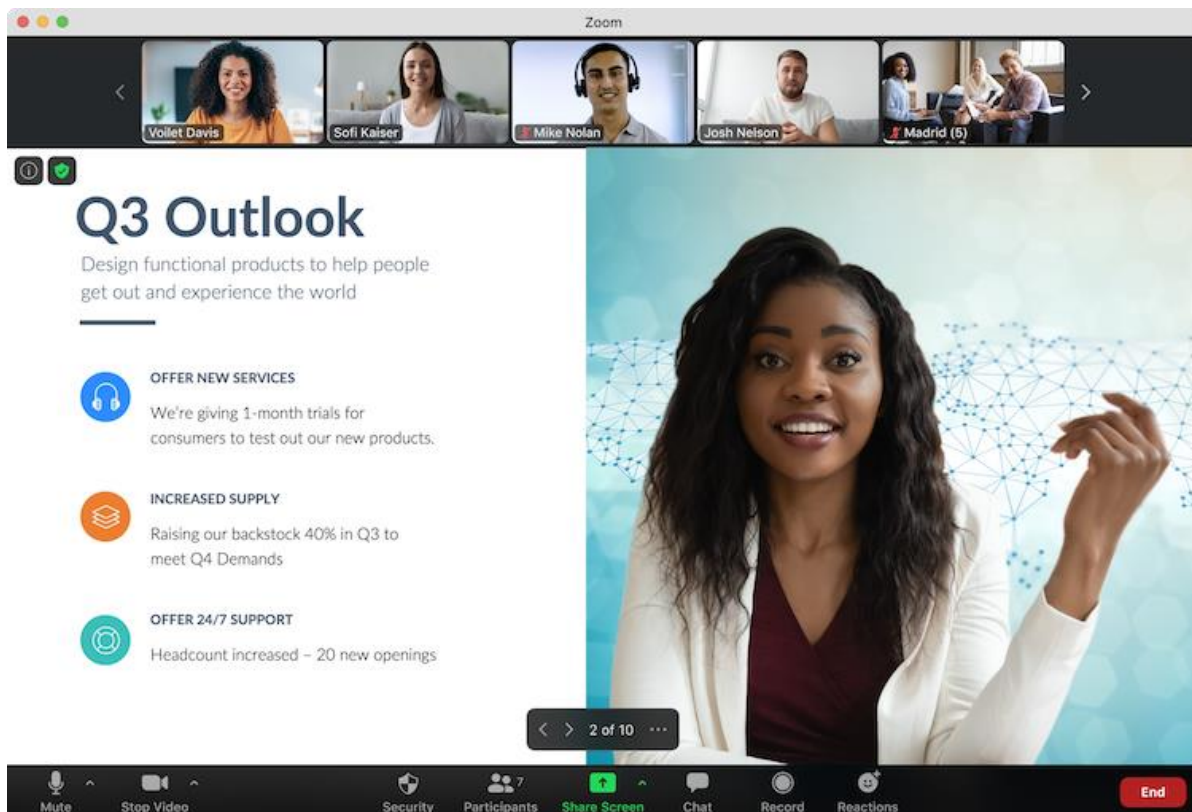 Zoom
Voilet Davis
Sofi Kaiser
Mike Nolan
Josh Nelson
Madrid (5)
Q3 Outlook
Design functional products to help people
get out and experience the world
OFFER NEW SERVICES
We're giving 1-month trials for
consumers to test out our new products.
INCREASED SUPPLY
Raising our backstock 40% in Q3 to
meet Q4 Demands
OFFER 24/7 SUPPORT
Headcount increased – 20 new openings
2 of 10
7
Mute
Stop Video
Security
Participants
Share Screen
Chat
Record
Reactions
End